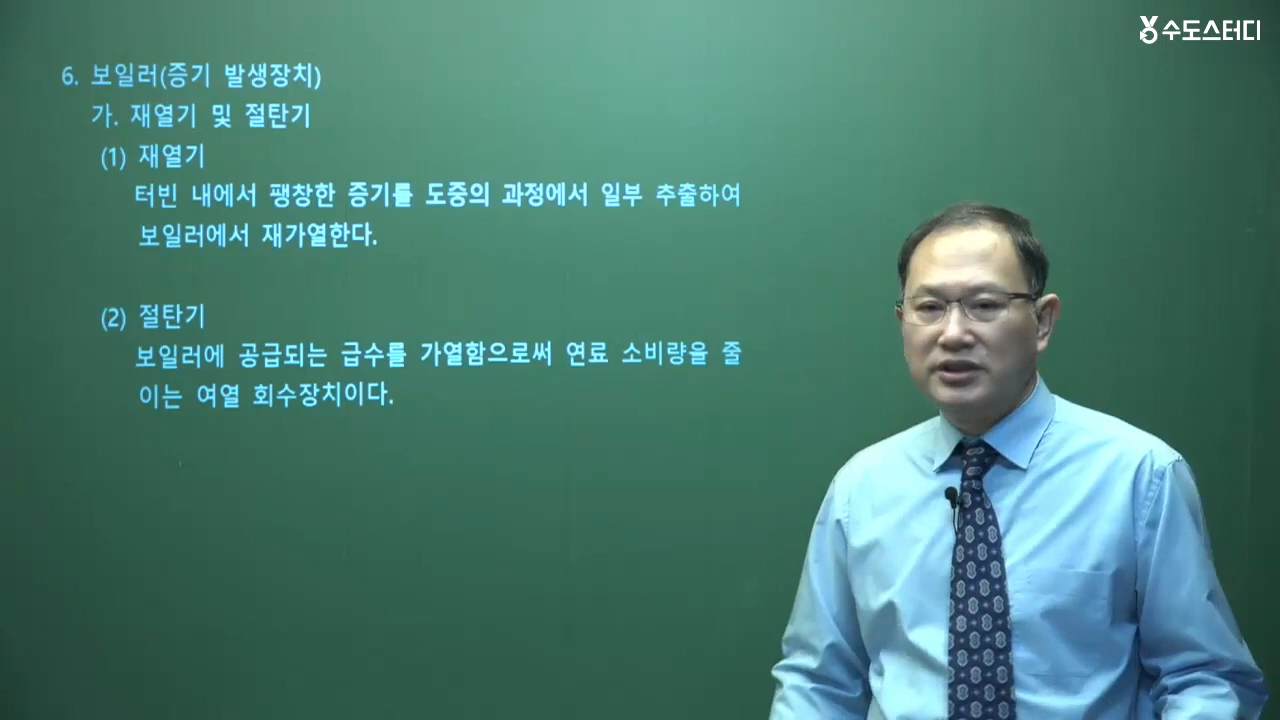 수도스터디
6. 보일러(증기 발생장치)
가. 재열기 및 절탄기
(1) 재열기
터빈 내에서 팽창한 증기를 도중의 과정에서 일부 추출하여
보일러에서 재가열한다.
(2) 절탄기
보일러에 공급되는 급수를 가열함으로써 연료 소비량을 줄
이는 여열 회수장치이다.